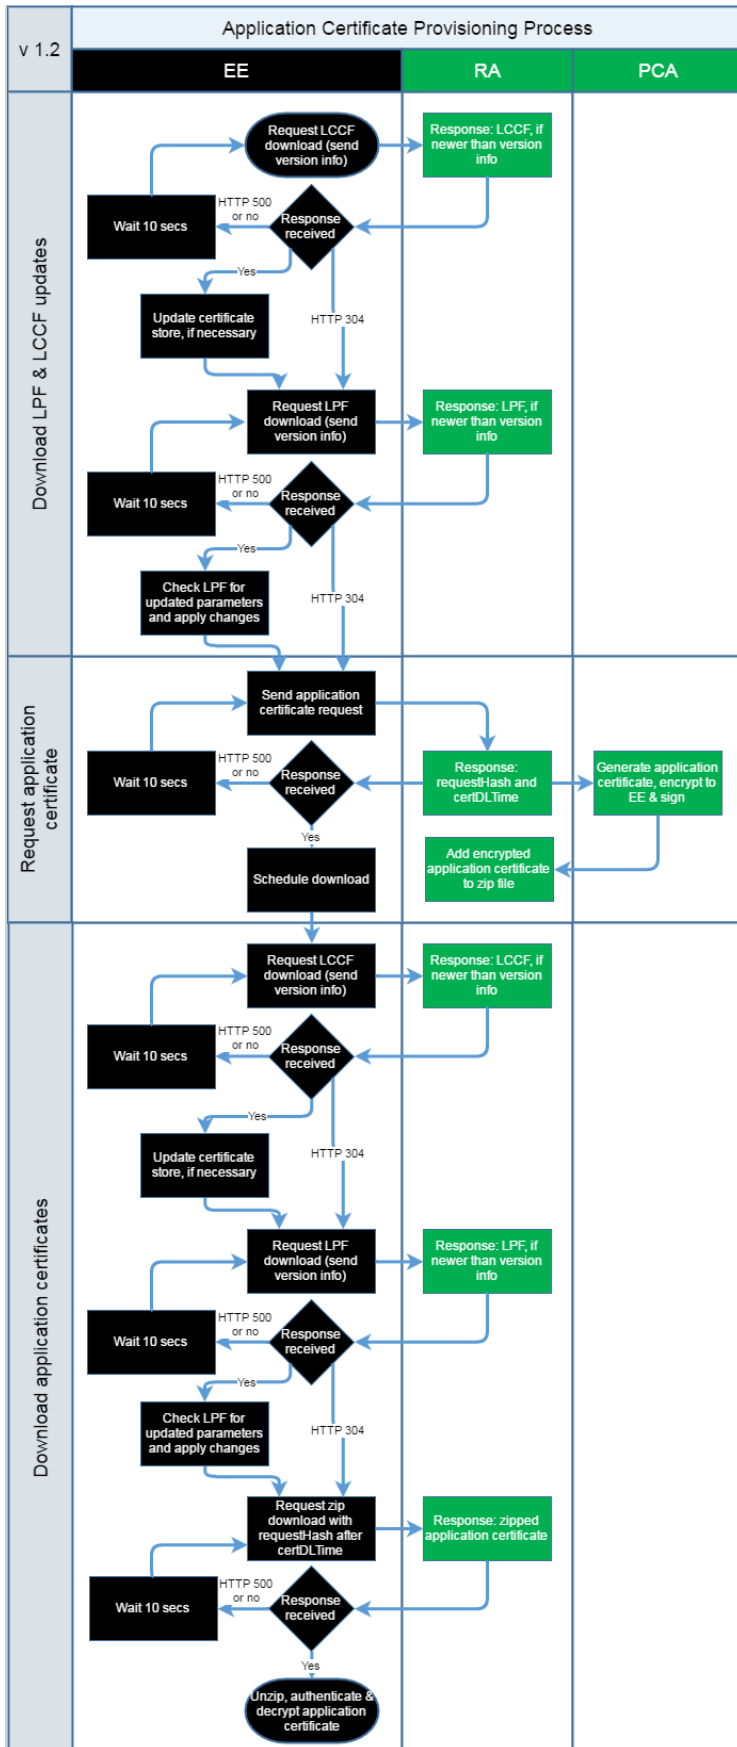 Application Certificate Provisioning Process
v 1.2
EE
RA
PCA
Download LPF & LCCF updates
Request LCCF
download (send
version info)
Response: LCCF, if
newer than version
info
HTTP 500
or no
Wait 10 secs
Response
received
Yes
Update certificate
store, if necessary
HTTP 304
Request LPF
download (send
version info)
Response: LPF, if
newer than version
info
HTTP 500
or no
Wait 10 secs
Response
received
Yes
Check LPF for
updated parameters
and apply changes
HTTP 304
Request application
certificate
Send application
certificate request
HTTP 500
or no
Wait 10 secs
Response
received
Response:
requestHash and
certDLTime
Generate application
certificate, encrypt to
EE & sign
Yes
Schedule download
Add encrypted
application certificate
to zip file
Download application certificates
Request LCCF
download (send
version info)
Response: LCCF, if
newer than version
info
HTTP 500
or no
Wait 10 secs
Response
received
Yes
Update certificate
store, if necessary
HTTP 304
Request LPF
download (send
version info)
Response: LPF, if
newer than version
info
HTTP 500
or no
Wait 10 secs
Response
received
Yes
Check LPF for
updated parameters
and apply changes
HTTP 304
Request zip
download with
requestHash after
certDLTime
Response: zipped
application certificate
HTTP 500
or no
Wait 10 secs
Response
received
Yes
Unzip, authenticate &
decrypt application
certificate